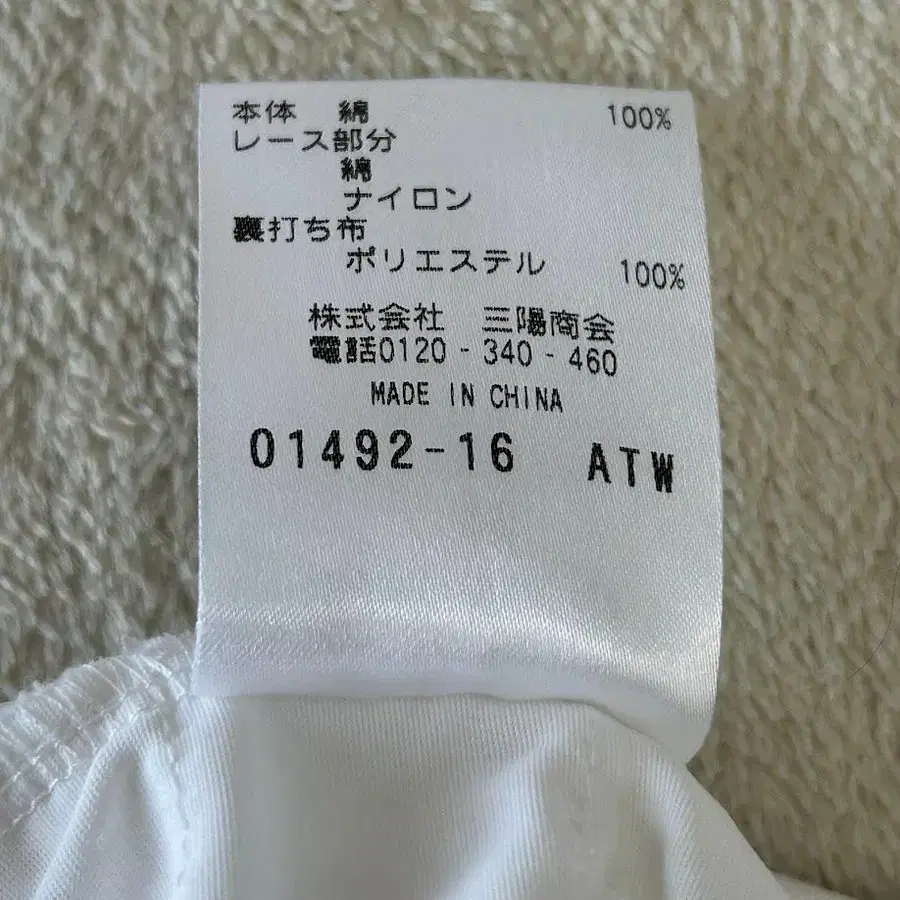 本体　綿　100%
レース部分
綿
ナイロン
裏打ち布
ポリエステル　100%
株式会社　三陽商会
電話0120-340-460
MADE IN CHINA
01492-16　ATW